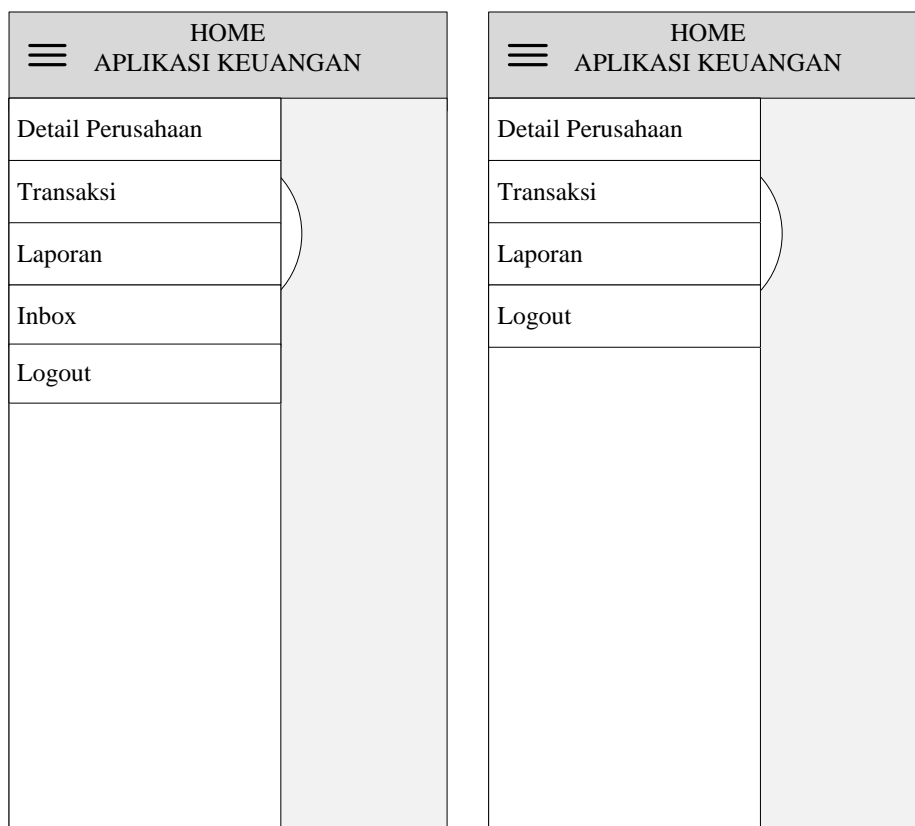 HOME
APLIKASI KEUANGAN
Detail Perusahaan
Transaksi
Laporan
Inbox
Logout
HOME
APLIKASI KEUANGAN
Detail Perusahaan
Transaksi
Laporan
Logout